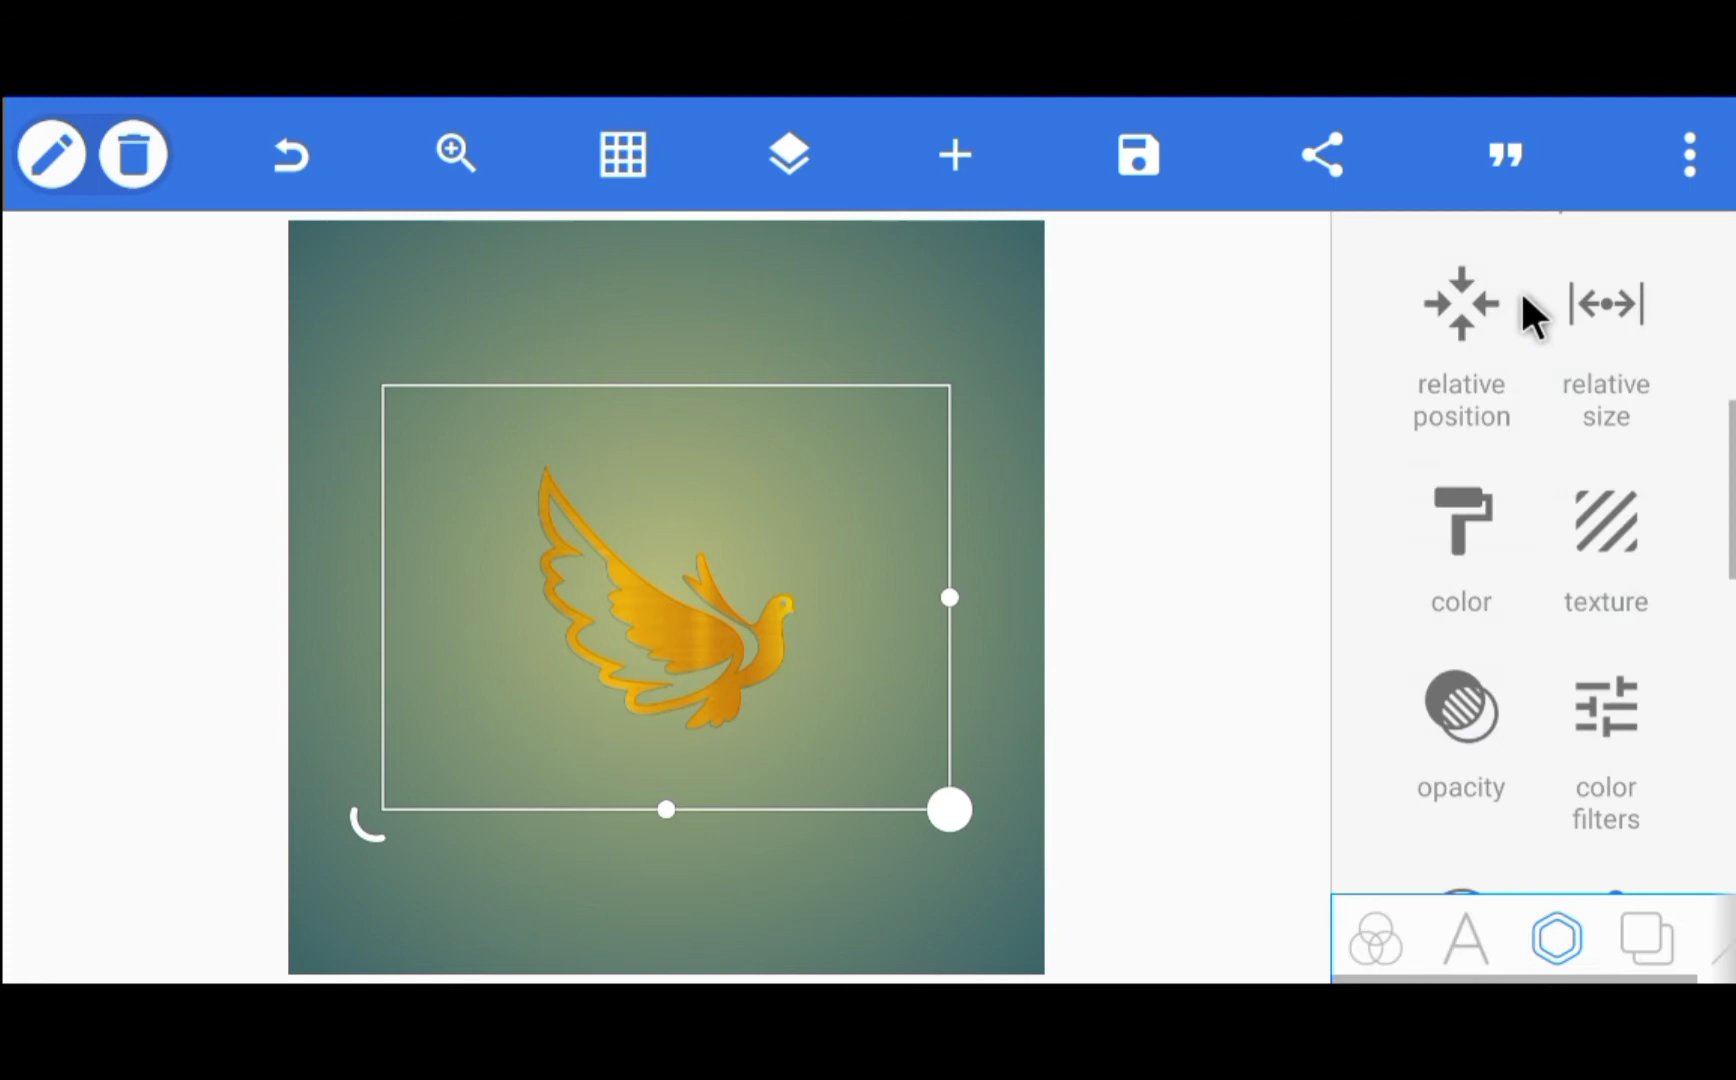 relative
position
relative
size
color
texture
opacity
color
filters